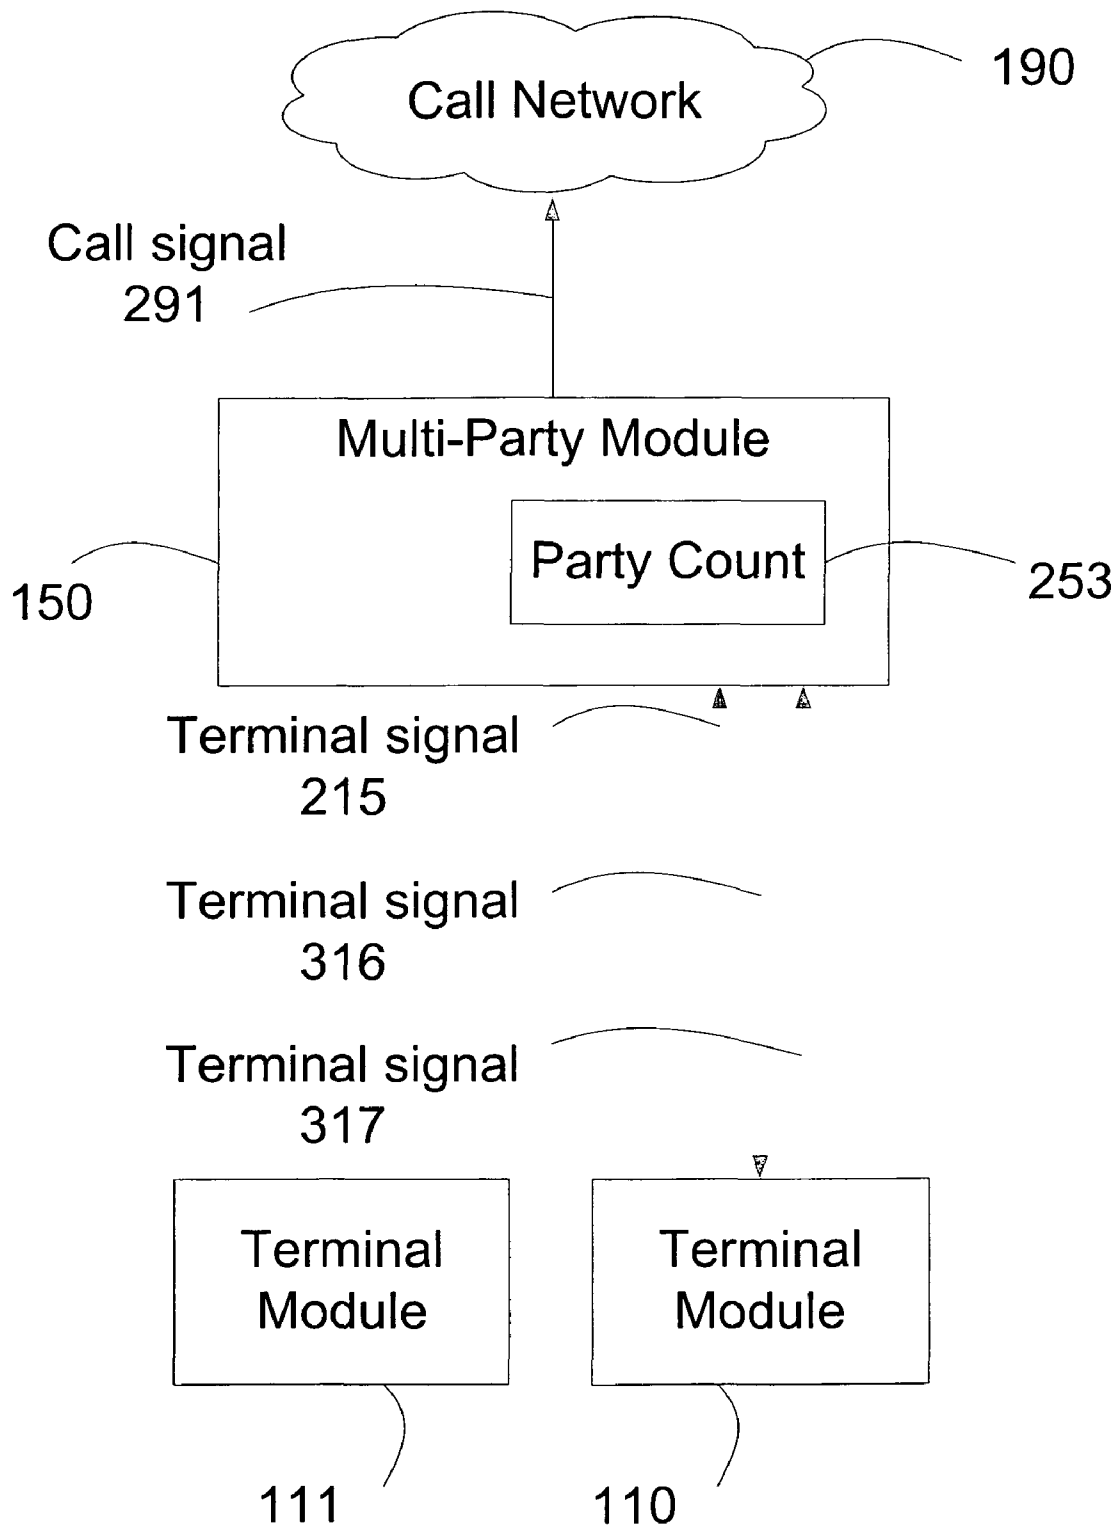 Call Network
190
Call signal
291
Multi-Party Module
Party Count
150
253
Terminal signal
215
Terminal signal
316
Terminal signal
317
Terminal
Module
Terminal
Module
111
110